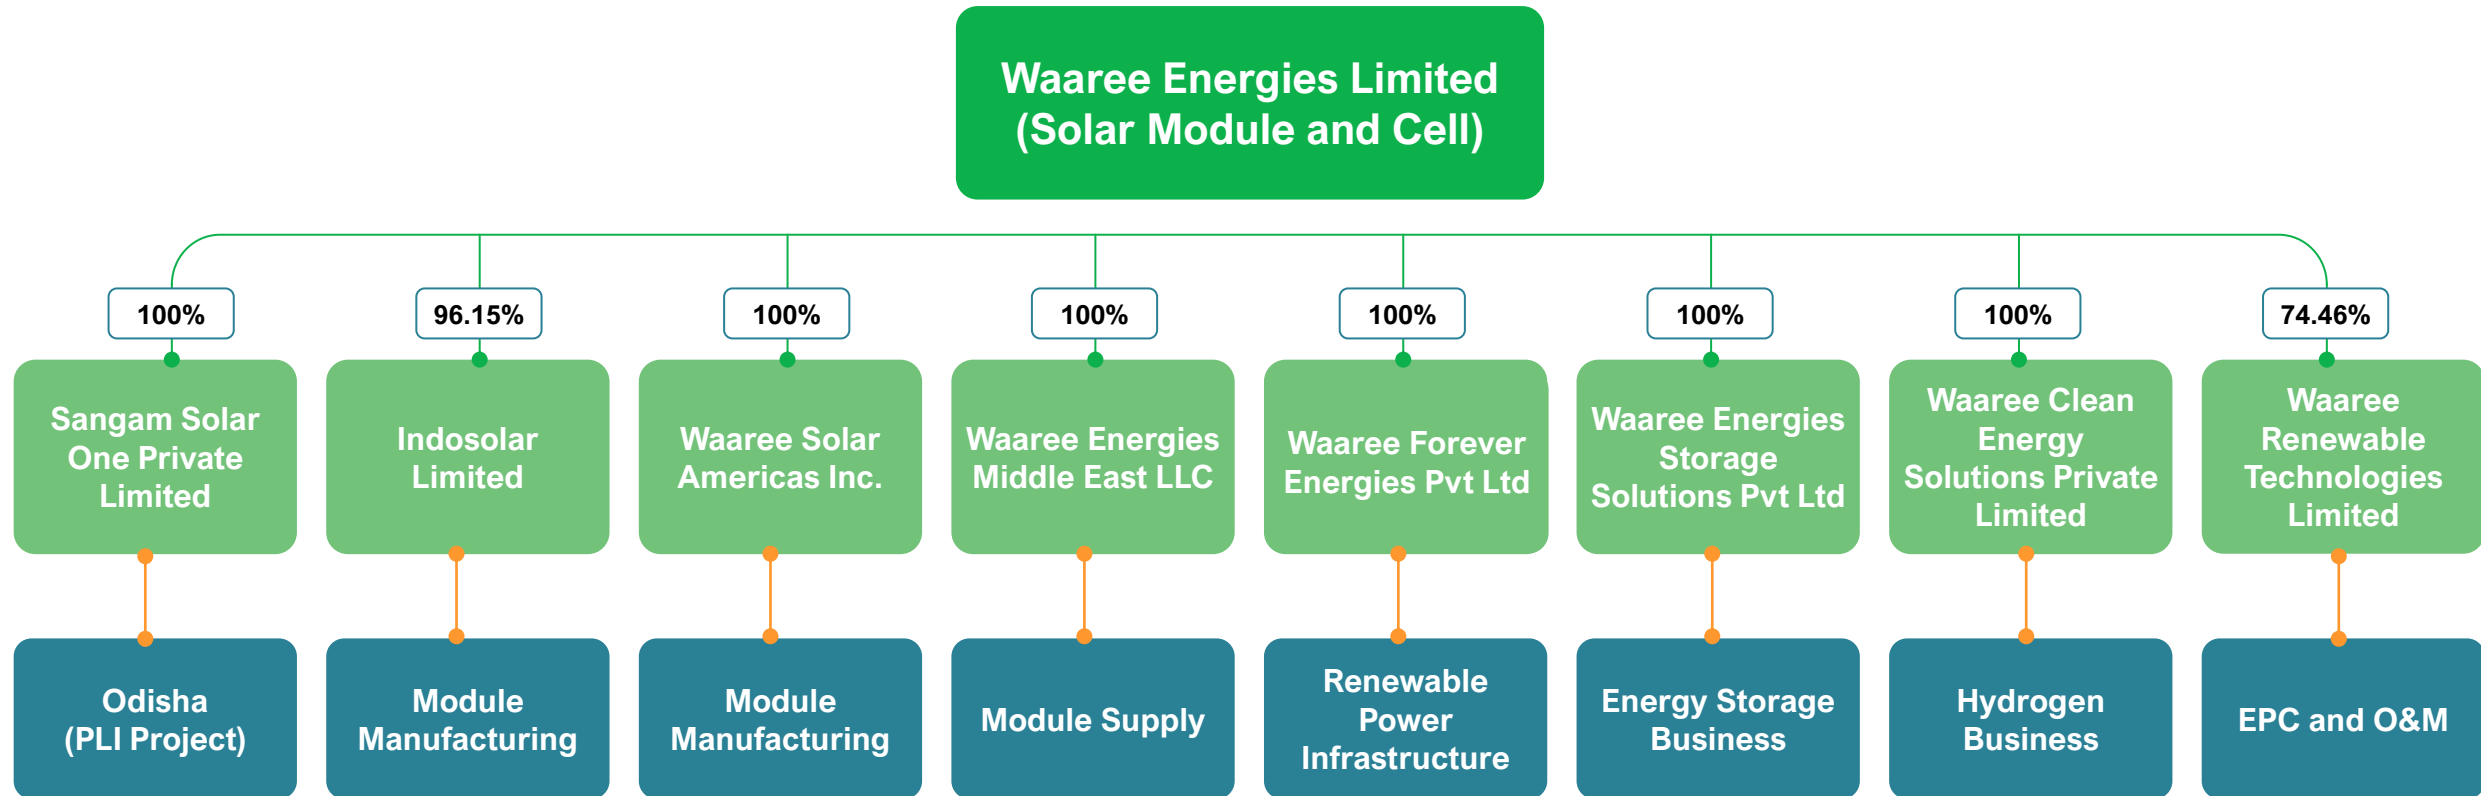 Waaree Energies Limited
(Solar Module and Cell)
100%
96.15%
100%
100%
100%
100%
100%
74.46%
Sangam Solar
One Private
Limited
Indosolar
Limited
Waaree Solar
Americas Inc.
Waaree Energies
Middle East LLC
Waaree Forever
Energies Pvt Ltd
Waaree Energies
Storage
Solutions Pvt Ltd
Waaree Clean
Energy
Solutions Private
Limited
Waaree
Renewable
Technologies
Limited
Odisha
(PLI Project)
Module
Manufacturing
Module
Manufacturing
Module Supply
Renewable
Power
Infrastructure
Energy Storage
Business
Hydrogen
Business
EPC and O&M